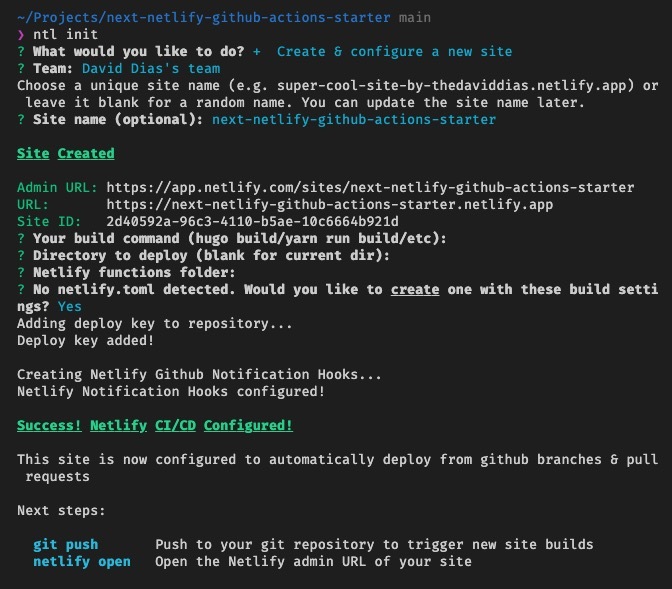 ~/Projects/next-netlify-github-actions-starter main
❯ ntl init
? What would you like to do? +  Create & configure a new site
? Team: David Dias's team
Choose a unique site name (e.g. super-cool-site-by-thedaviddias.netlify.app) or
 leave it blank for a random name. You can update the site name later.
? Site name (optional): next-netlify-github-actions-starter

Site Created

Admin URL: https://app.netlify.com/sites/next-netlify-github-actions-starter
URL:       https://next-netlify-github-actions-starter.netlify.app
Site ID:   2d40592a-96c3-4110-b5ae-10c6664b921d
? Your build command (hugo build/yarn run build/etc):
? Directory to deploy (blank for current dir):
? Netlify functions folder:
? No netlify.toml detected. Would you like to create one with these build setti
ngs? Yes
Adding deploy key to repository...
Deploy key added!

Creating Netlify Github Notification Hooks...
Netlify Notification Hooks configured!

Success! Netlify CI/CD Configured!

This site is now configured to automatically deploy from github branches & pull
 requests

Next steps:

  git push       Push to your git repository to trigger new site builds
  netlify open   Open the Netlify admin URL of your site